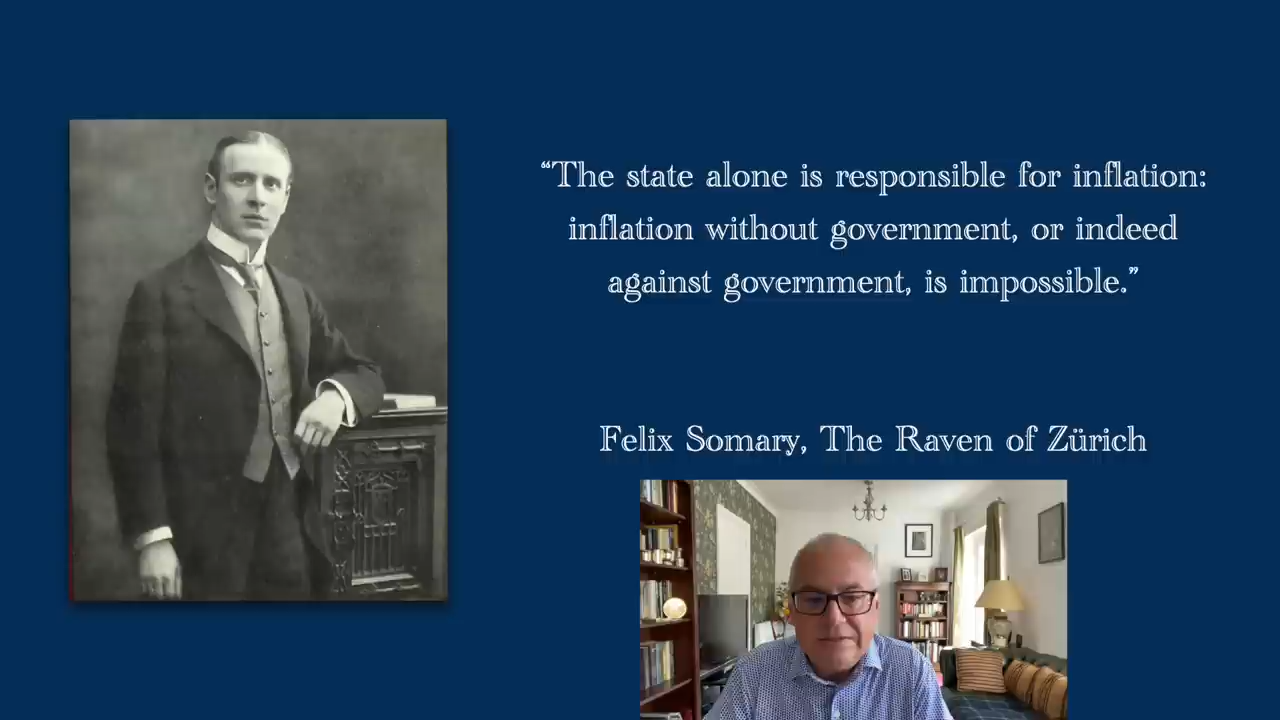 “The state alone is responsible for inflation:
inflation without government, or indeed
against government, is impossible.”
Felix Somary, The Raven of Zürich